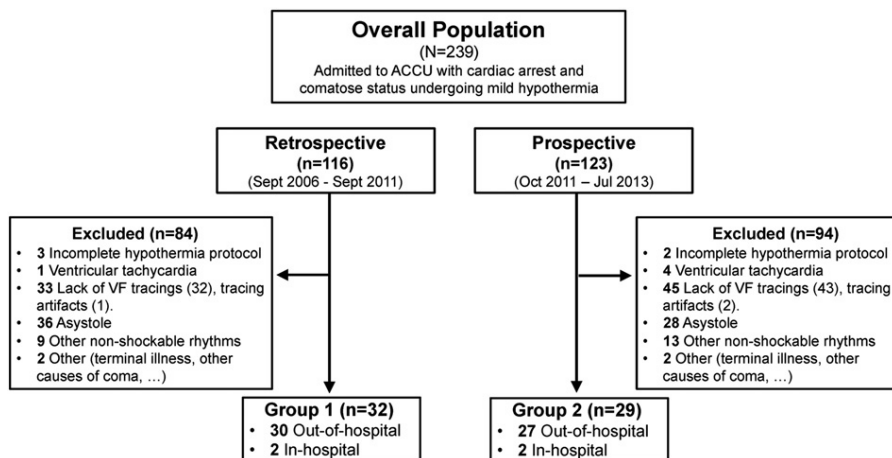 Overall Population
(N=239)
Admitted to ACCU with cardiac arrest and
comatose status undergoing mild hypothermia
Retrospective
(n=116)
(Sept 2006 - Sept 2011)
Prospective
(n=123)
(Oct 2011 – Jul 2013)
Excluded (n=84)
• 3 Incomplete hypothermia protocol
• 1 Ventricular tachycardia
• 33 Lack of VF tracings (32), tracing
artifacts (1).
• 36 Asystole
• 9 Other non-shockable rhythms
• 2 Other (terminal illness, other
causes of coma, …)
Excluded (n=94)
• 2 Incomplete hypothermia protocol
• 4 Ventricular tachycardia
• 45 Lack of VF tracings (43), tracing
artifacts (2).
• 28 Asystole
• 13 Other non-shockable rhythms
• 2 Other (terminal illness, other
causes of coma, …)
Group 1 (n=32)
• 30 Out-of-hospital
• 2 In-hospital
Group 2 (n=29)
• 27 Out-of-hospital
• 2 In-hospital